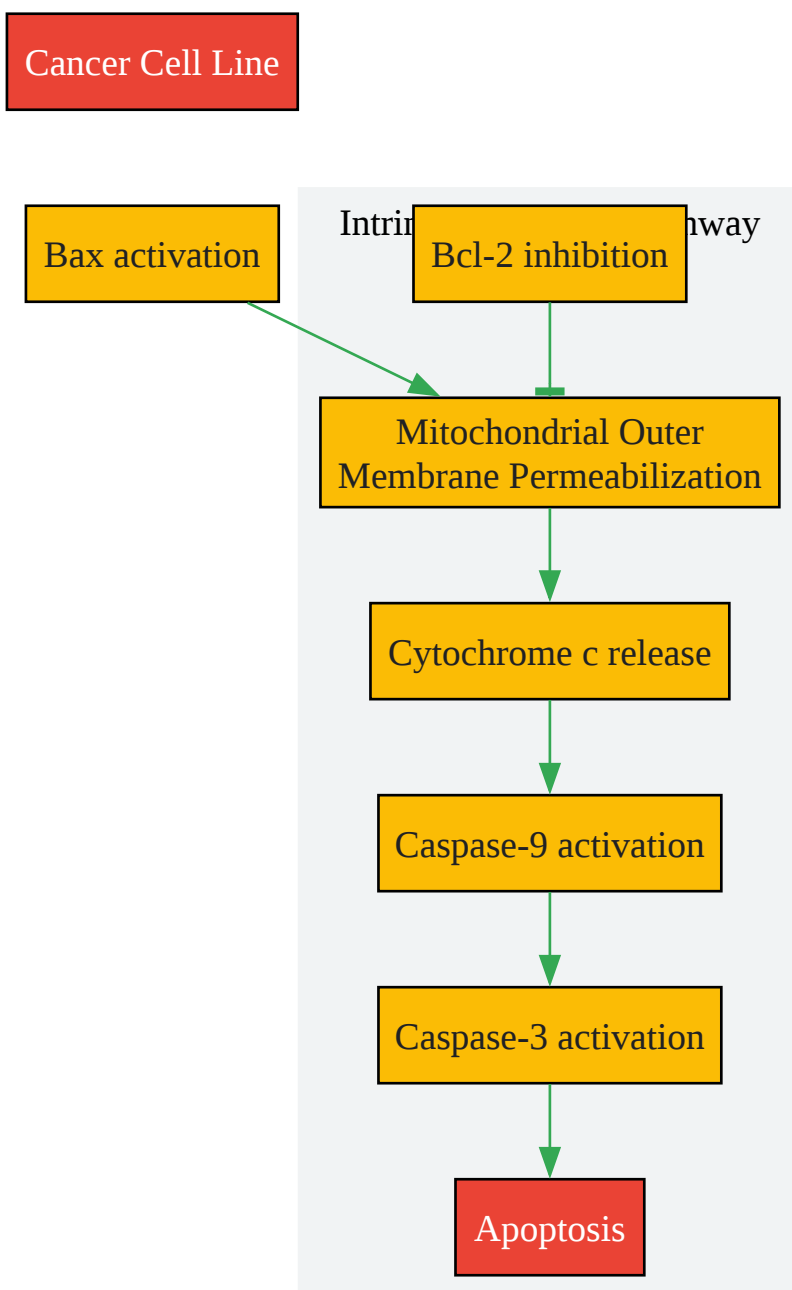 Cancer Cell Line
Bax activation
Bcl-2 inhibition
Mitochondrial Outer
Membrane Permeabilization
Cytochrome c release
Caspase-9 activation
Caspase-3 activation
Apoptosis